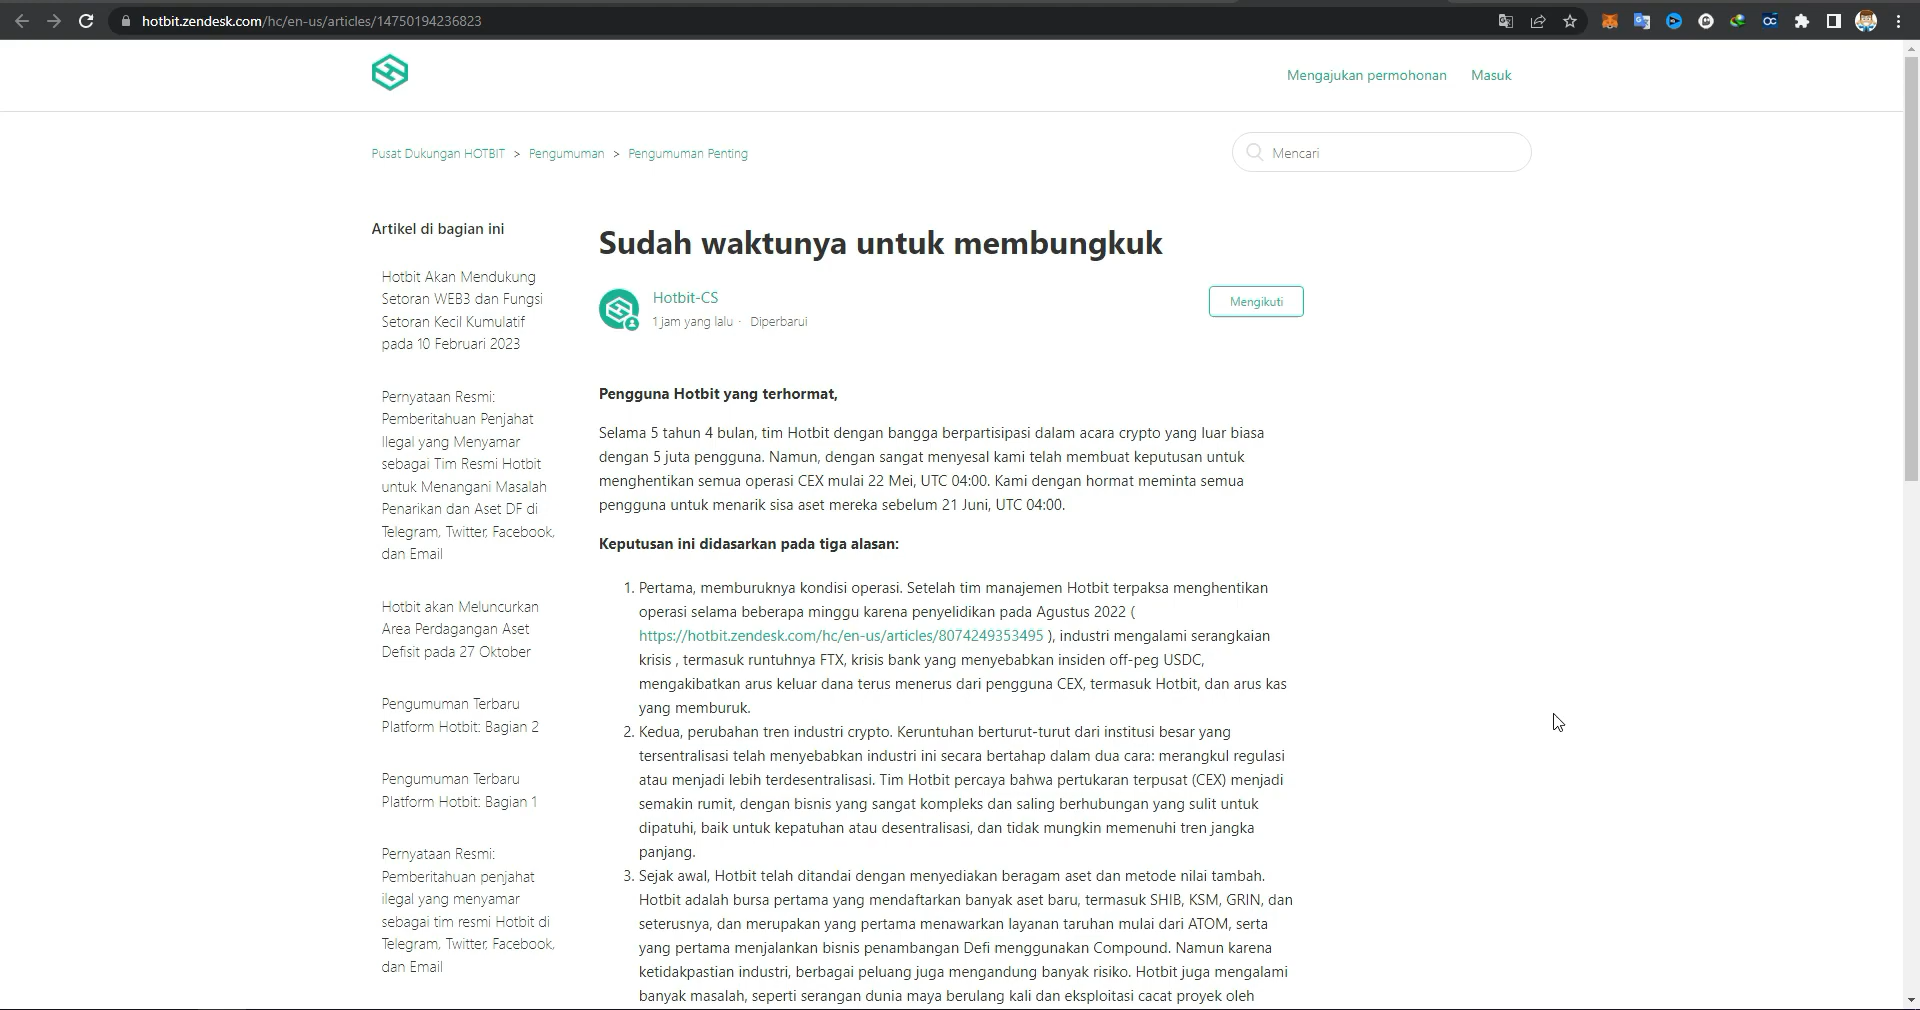 hotbit.zendesk.com/hc/en-us/articles/14750194236823
Mengajukan permohonan
Masuk
Pusat Dukungan HOTBIT > Pengumuman > Pengumuman Penting
Mencari
Artikel di bagian ini
Hotbit Akan Mendukung
Setoran WEB3 dan Fungsi
Setoran Kecil Kumulatif
pada 10 Februari 2023
Pernyataan Resmi:
Pemberitahuan Penjahat
Ilegal yang Menyamar
sebagai Tim Resmi Hotbit
untuk Menangani Masalah
Penarikan dan Aset DF di
Telegram, Twitter, Facebook,
dan Email
Hotbit akan Meluncurkan
Area Perdagangan Aset
Defisit pada 27 Oktober
Pengumuman Terbaru
Platform Hotbit: Bagian 2
Pengumuman Terbaru
Platform Hotbit: Bagian 1
Pernyataan Resmi:
Pemberitahuan penjahat
ilegal yang menyamar
sebagai tim resmi Hotbit di
Telegram, Twitter, Facebook,
dan Email
Sudah waktunya untuk membungkuk
Hotbit-CS
1 jam yang lalu · Diperbarui
Mengikuti
Pengguna Hotbit yang terhormat,
Selama 5 tahun 4 bulan, tim Hotbit dengan bangga berpartisipasi dalam acara crypto yang luar biasa
dengan 5 juta pengguna. Namun, dengan sangat menyesal kami telah membuat keputusan untuk
menghentikan semua operasi CEX mulai 22 Mei, UTC 04:00. Kami dengan hormat meminta semua
pengguna untuk menarik sisa aset mereka sebelum 21 Juni, UTC 04:00.
Keputusan ini didasarkan pada tiga alasan:
1. Pertama, memburuknya kondisi operasi. Setelah tim manajemen Hotbit terpaksa menghentikan
operasi selama beberapa minggu karena penyelidikan pada Agustus 2022 (
https://hotbit.zendesk.com/hc/en-us/articles/8074249353495 ), industri mengalami serangkaian
krisis , termasuk runtuhnya FTX, krisis bank yang menyebabkan insiden off-peg USDC,
mengakibatkan arus keluar dana terus menerus dari pengguna CEX, termasuk Hotbit, dan arus kas
yang memburuk.
2. Kedua, perubahan tren industri crypto. Keruntuhan berturut-turut dari institusi besar yang
tersentralisasi telah menyebabkan industri ini secara bertahap dalam dua cara: merangkul regulasi
atau menjadi lebih terdesentralisasi. Tim Hotbit percaya bahwa pertukaran terpusat (CEX) menjadi
semakin rumit, dengan bisnis yang sangat kompleks dan saling berhubungan yang sulit untuk
dipatuhi, baik untuk kepatuhan atau desentralisasi, dan tidak mungkin memenuhi tren jangka
panjang.
3. Sejak awal, Hotbit telah ditandai dengan menyediakan beragam aset dan metode nilai tambah.
Hotbit adalah bursa pertama yang mendaftarkan banyak aset baru, termasuk SHIB, KSM, GRIN, dan
seterusnya, dan merupakan yang pertama menawarkan layanan taruhan mulai dari ATOM, serta
yang pertama menjalankan bisnis penambangan Defi menggunakan Compound. Namun karena
ketidakpastian industri, berbagai peluang juga mengandung banyak risiko. Hotbit juga mengalami
banyak masalah, seperti serangan dunia maya berulang kali dan eksploitasi cacat proyek oleh